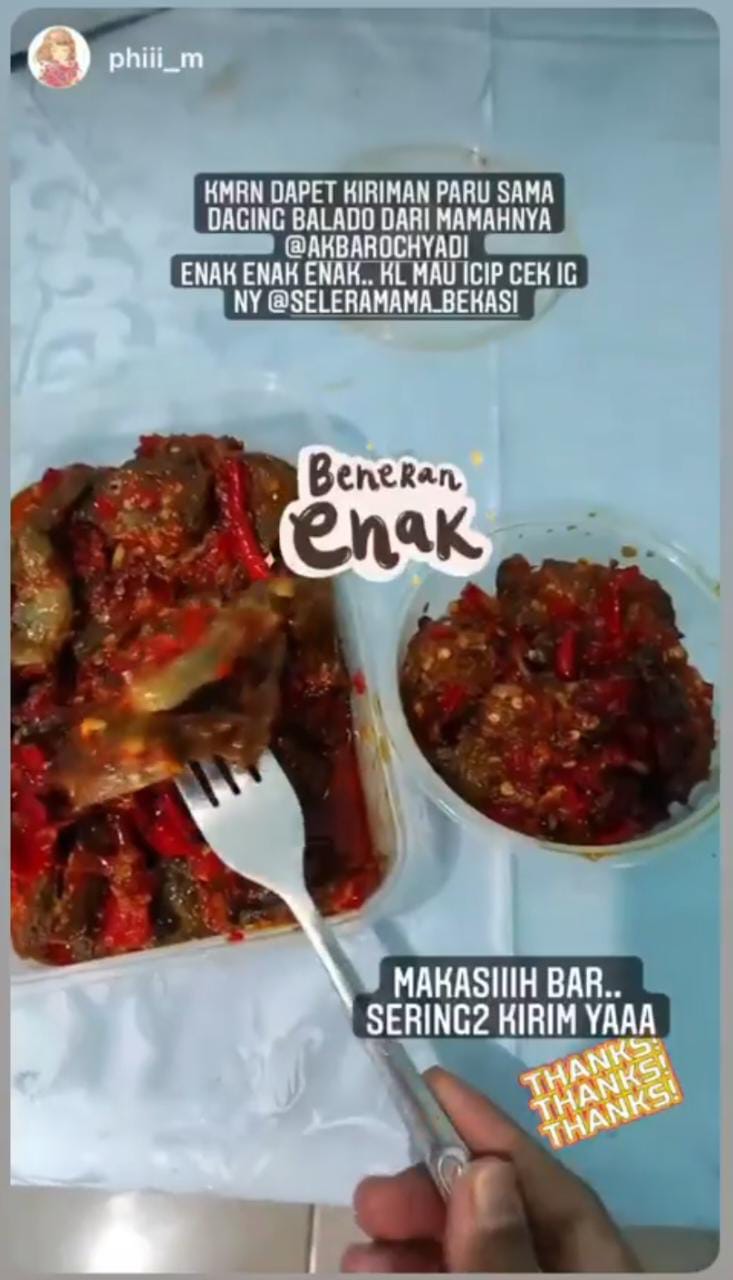 phiii_m
KMRN DAPET KIRIMAN PARU SAMA
DAGING BALADO DARI MAMAHNYA
@AKBAROCHYADI
ENAK ENAK ENAK.. KL MAU ICIP CEK IG
NY @SELERAMAMA_BEKASI
BeneRan
enak
MAKASIIIH BAR..
SERING2 KIRIM YAAA
THANKS!
THANKS!
THANKS!